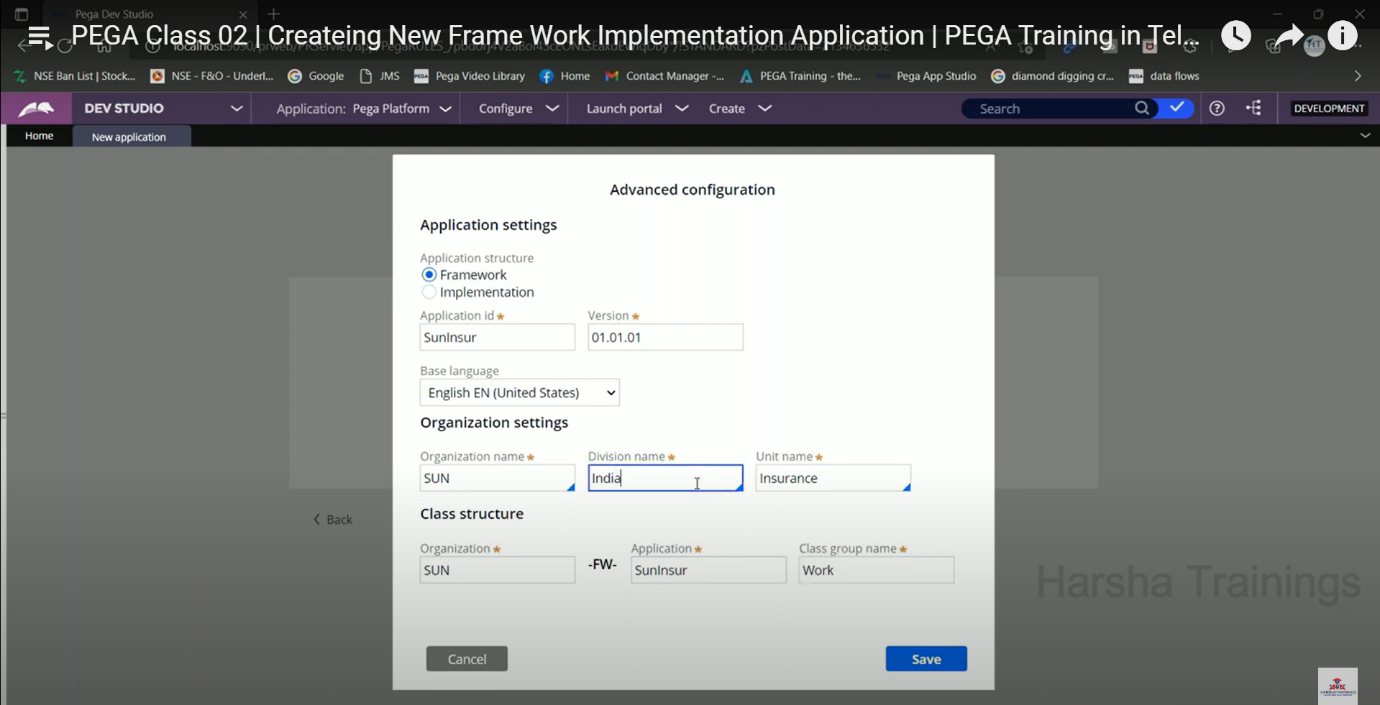 Pega Dev Studio
PEGA Class 02 | Createing New Frame Work Implementation Application | PEGA Training in Tel...
NSE Ban List | Stock... NSE - F&O - Underl... Google JMS Pega Video Library Home Contact Manager -... PEGA Training - the... Pega App Studio diamond digging cr... data flows
DEV STUDIO Application: Pega Platform Configure Launch portal Create Search DEVELOPMENT
Home New application
Advanced configuration
Application settings
Application structure
Framework
Implementation
Application id★ Version★
SunInsur 01.01.01
Base language
English EN (United States)
Organization settings
Organization name★ Division name★ Unit name★
SUN India Insurance
Class structure
Back
Organization★ Application★ Class group name★
SUN -FW- SunInsur Work
Harsha Trainings
Cancel Save